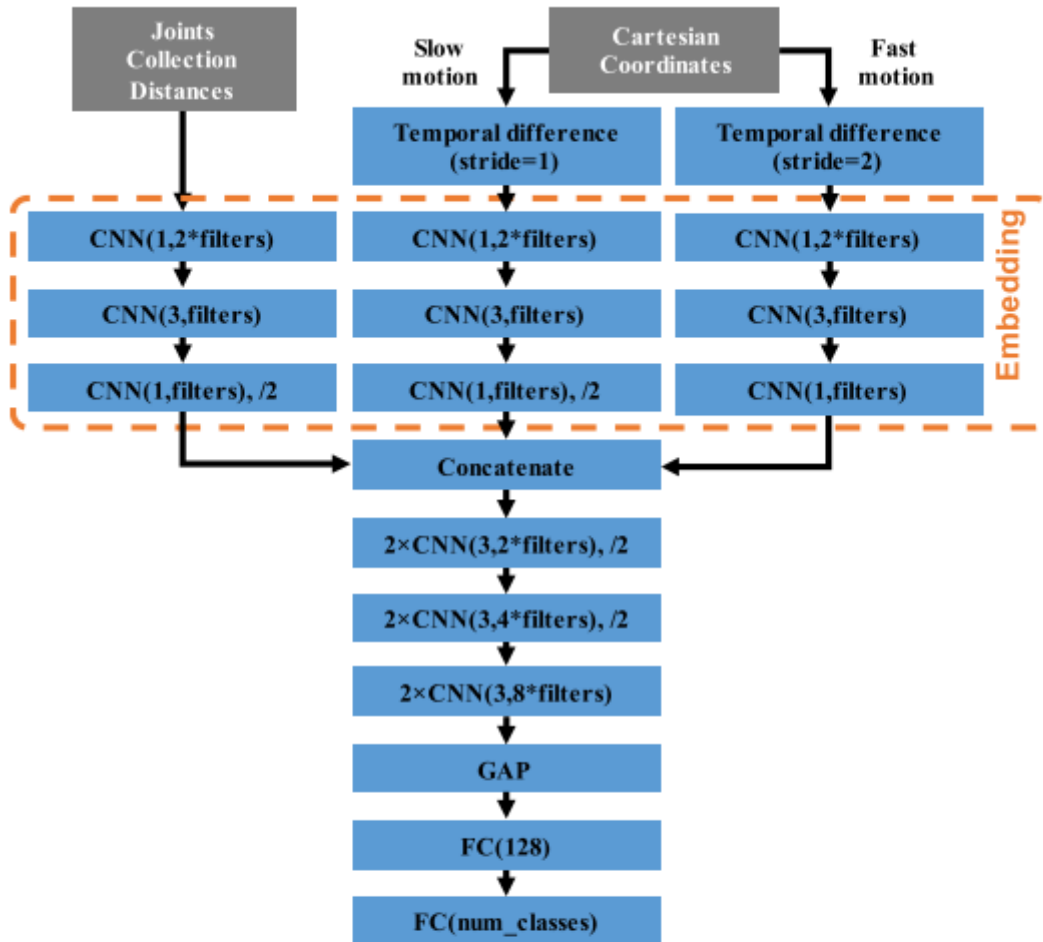 Joints
Collection
Distances
Slow
motion
Cartesian
Coordinates
Fast
motion
Temporal difference
(stride=1)
Temporal difference
(stride=2)
CNN(1,2*filters)
CNN(1,2*filters)
CNN(1,2*filters)
CNN(3,filters)
CNN(3,filters)
CNN(3,filters)
CNN(1,filters), /2
CNN(1,filters), /2
CNN(1,filters)
Embedding
Concatenate
2×CNN(3,2*filters), /2
2×CNN(3,4*filters), /2
2×CNN(3,8*filters)
GAP
FC(128)
FC(num_classes)